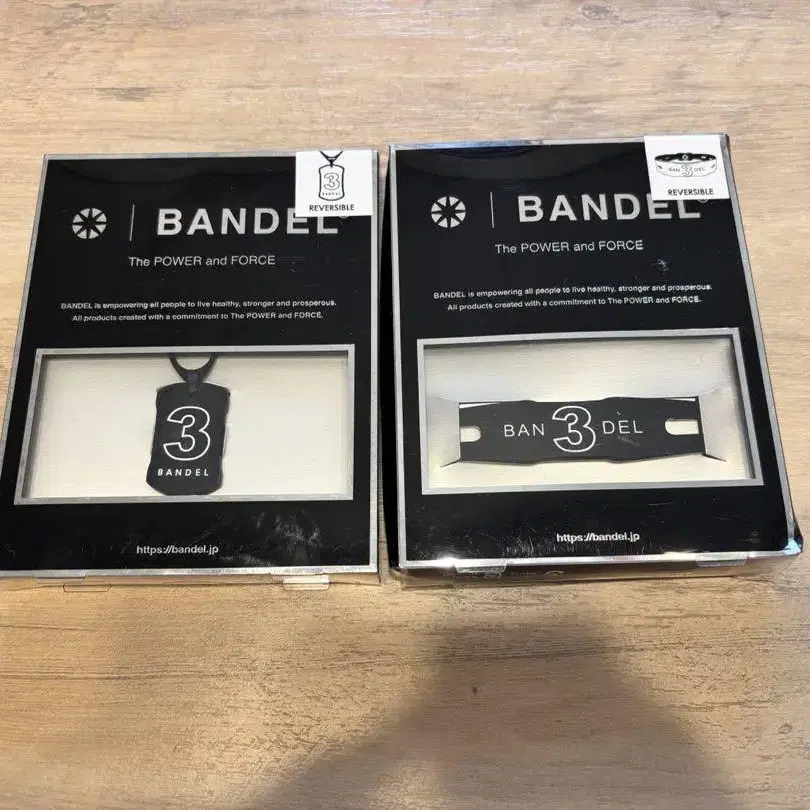 3
BANDEL
REVERSIBLE
BANDEL
The POWER and FORCE
BANDEL is empowering all people to live healthy, stronger and prosperous.
All products created with a commitment to The POWER and FORCE.
3
BANDEL
https://bandel.jp
BAN 3 DEL
REVERSIBLE
BANDEL®
The POWER and FORCE
BANDEL is empowering all people to live healthy, stronger and prosperous.
All products created with a commitment to The POWER and FORCE.
BAN 3 DEL
https://bandel.jp